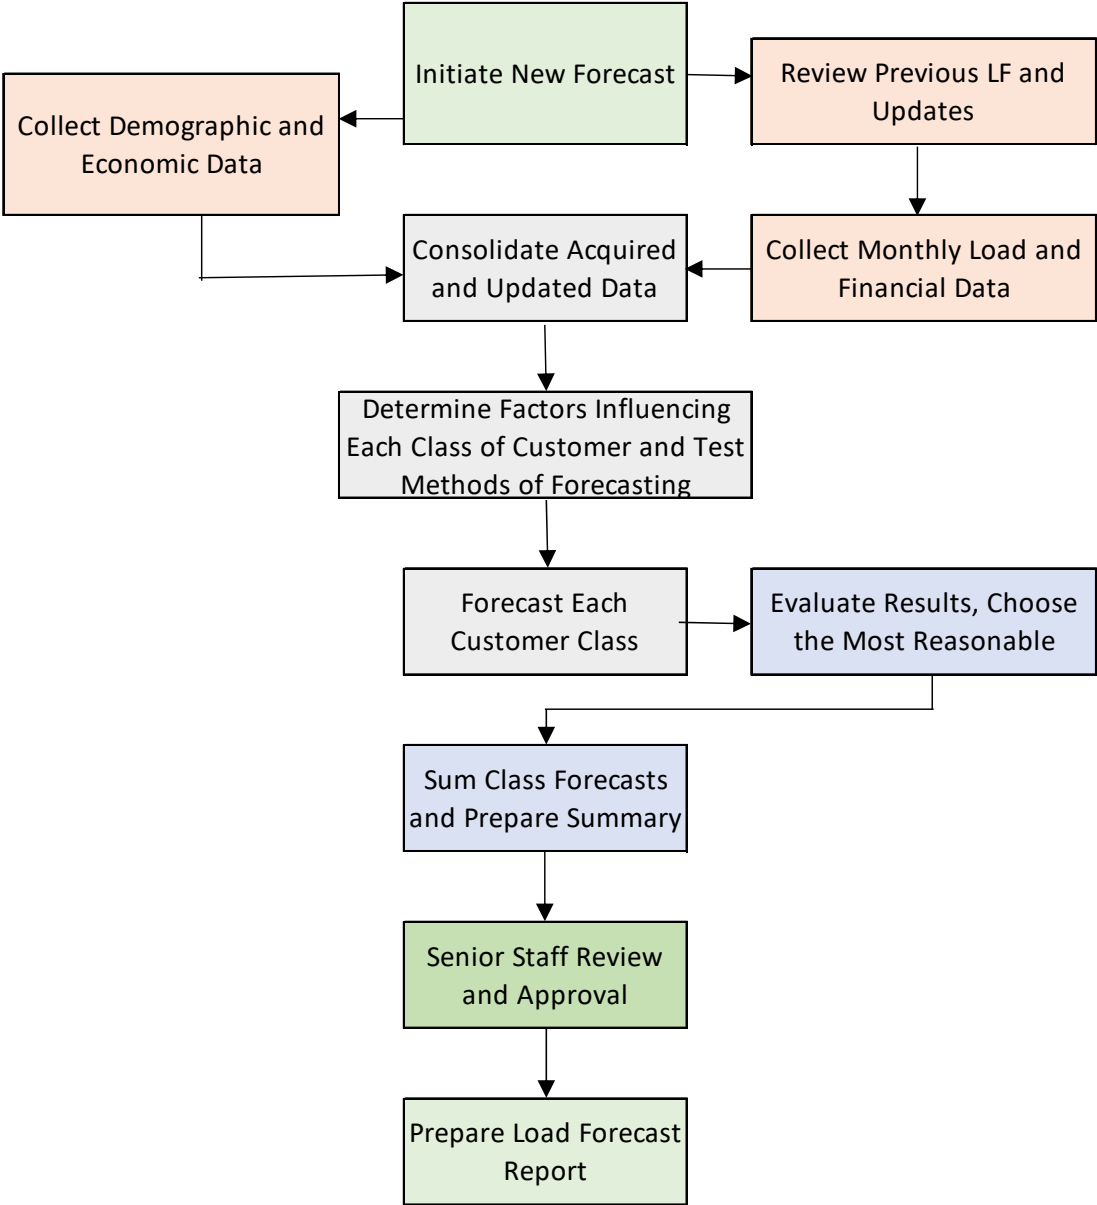 Initiate New Forecast
Review Previous LF and
Updates
Collect Demographic and
Economic Data
Consolidate Acquired
and Updated Data
Collect Monthly Load and
Financial Data
Determine Factors Influencing
Each Class of Customer and Test
Methods of Forecasting
Forecast Each
Customer Class
Evaluate Results, Choose
the Most Reasonable
Sum Class Forecasts
and Prepare Summary
Senior Staff Review
and Approval
Prepare Load Forecast
Report